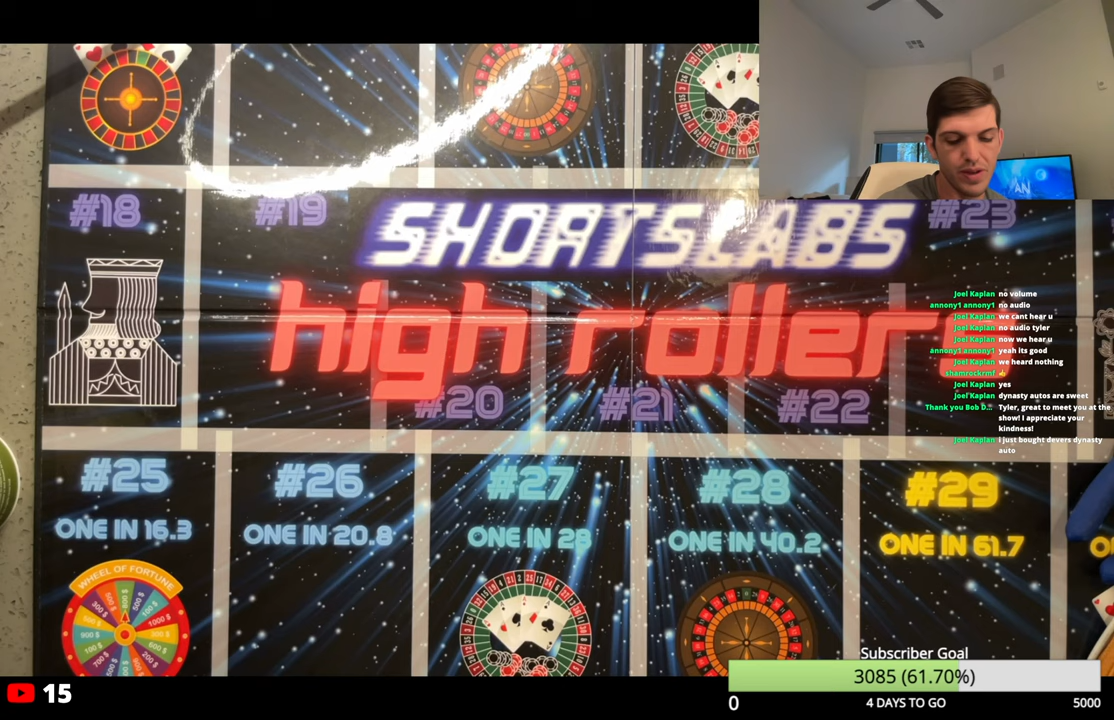 #18
#19
#23
SHORTSLABS
high rollers
#20
#21
#22
#25
#26
#27
#28
#29
ONE IN 16.3
ONE IN 20.8
ONE IN 28
ONE IN 40.2
ONE IN 61.7
WHEEL OF FORTUNE
Joel Kaplan no volume
annony1 annony1 no audio
Joel Kaplan we cant hear u
Joel Kaplan no audio tyler
Joel Kaplan now we hear u
annony1 annony1 yeah its good
Joel Kaplan we heard nothing
shamrockrmf 👍
Joel Kaplan yes
Joel Kaplan dynasty autos are sweet
Thank you Bob D... Tyler, great to meet you at the
show! I appreciate your
kindness!
Joel Kaplan i just bought devers dynasty
auto
Subscriber Goal
3085 (61.70%)
0
4 DAYS TO GO
5000
15